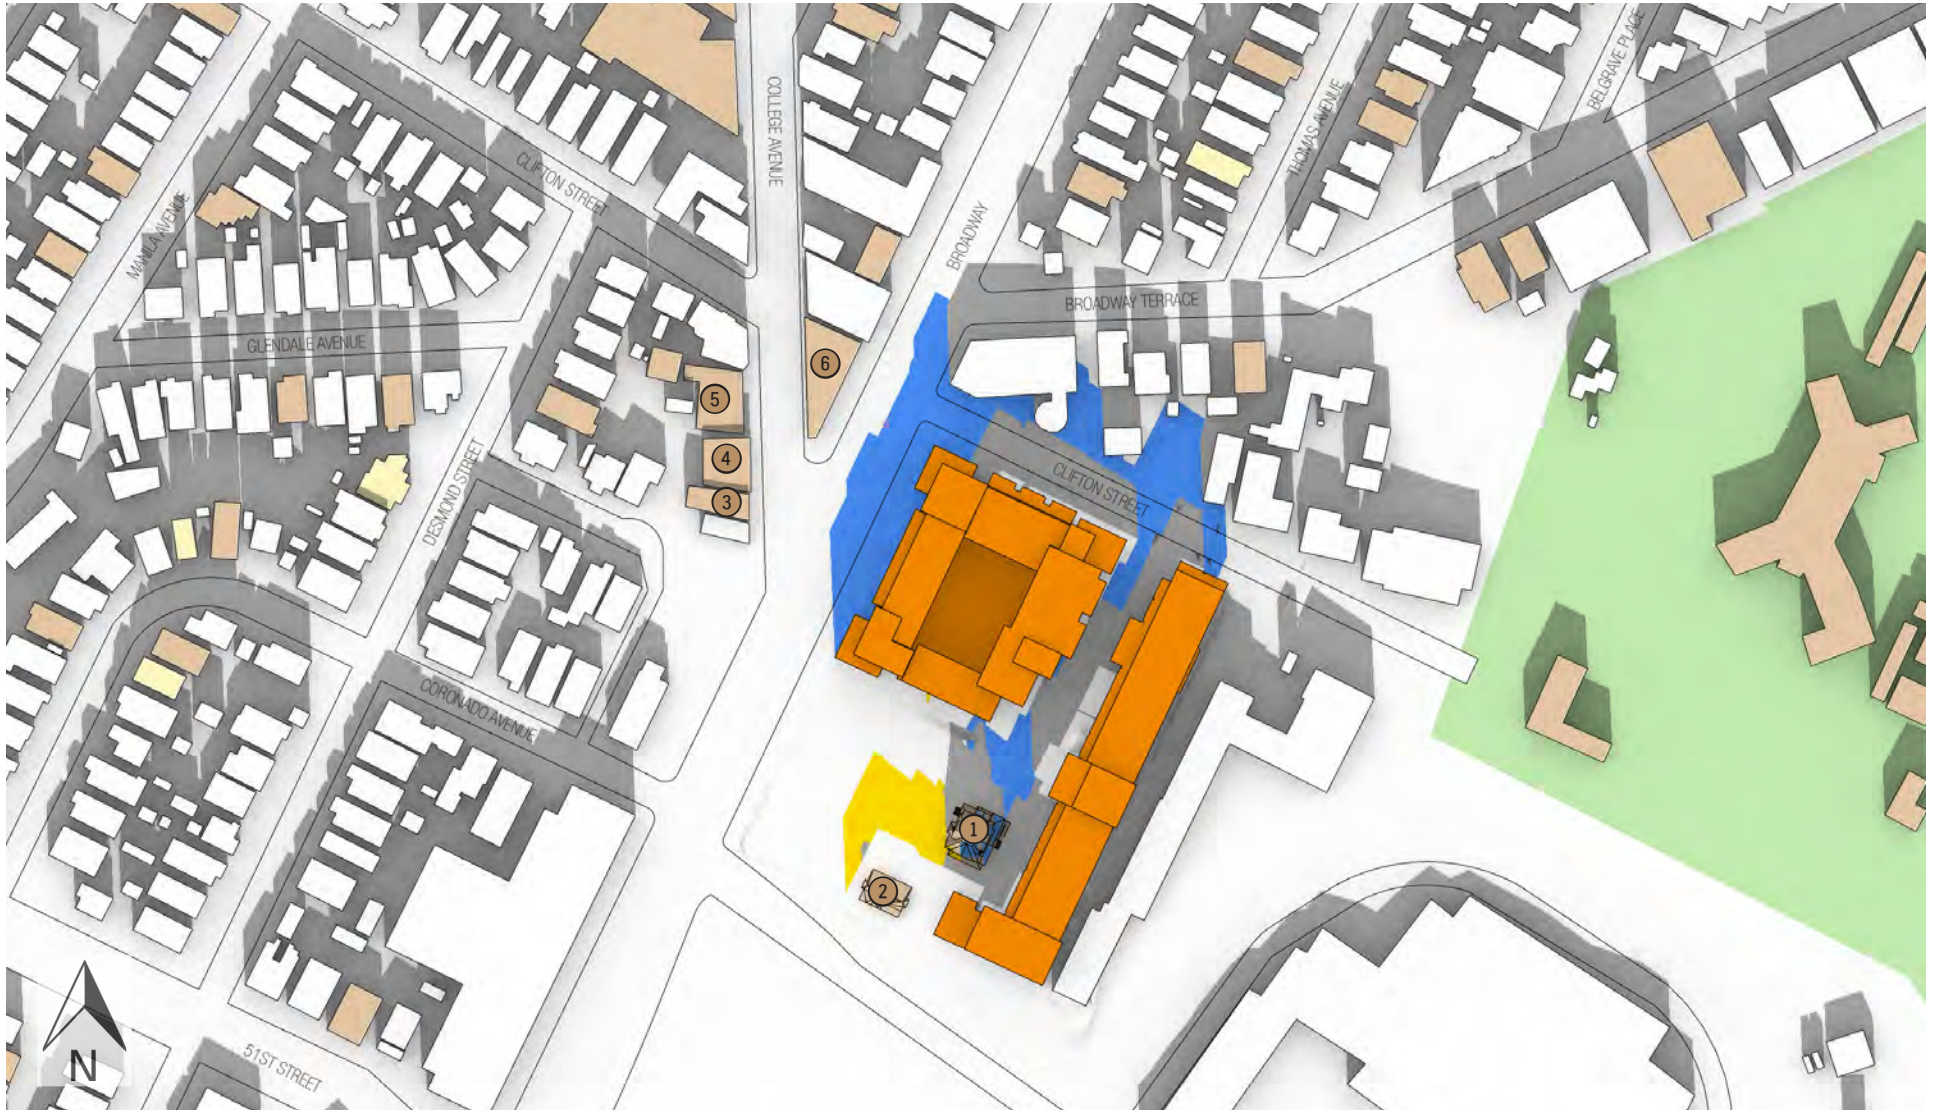 COLLEGE AVENUE
BELGRAVE PLACE
THOMAS AVENUE
CLIFTON STREET
MANILA AVENUE
BROADWAY
BROADWAY TERRACE
GLENDALE AVENUE
6
5
4
3
CLIFTON STREET
DESMOND STREET
CORONADO AVENUE
1
2
N
51ST STREET